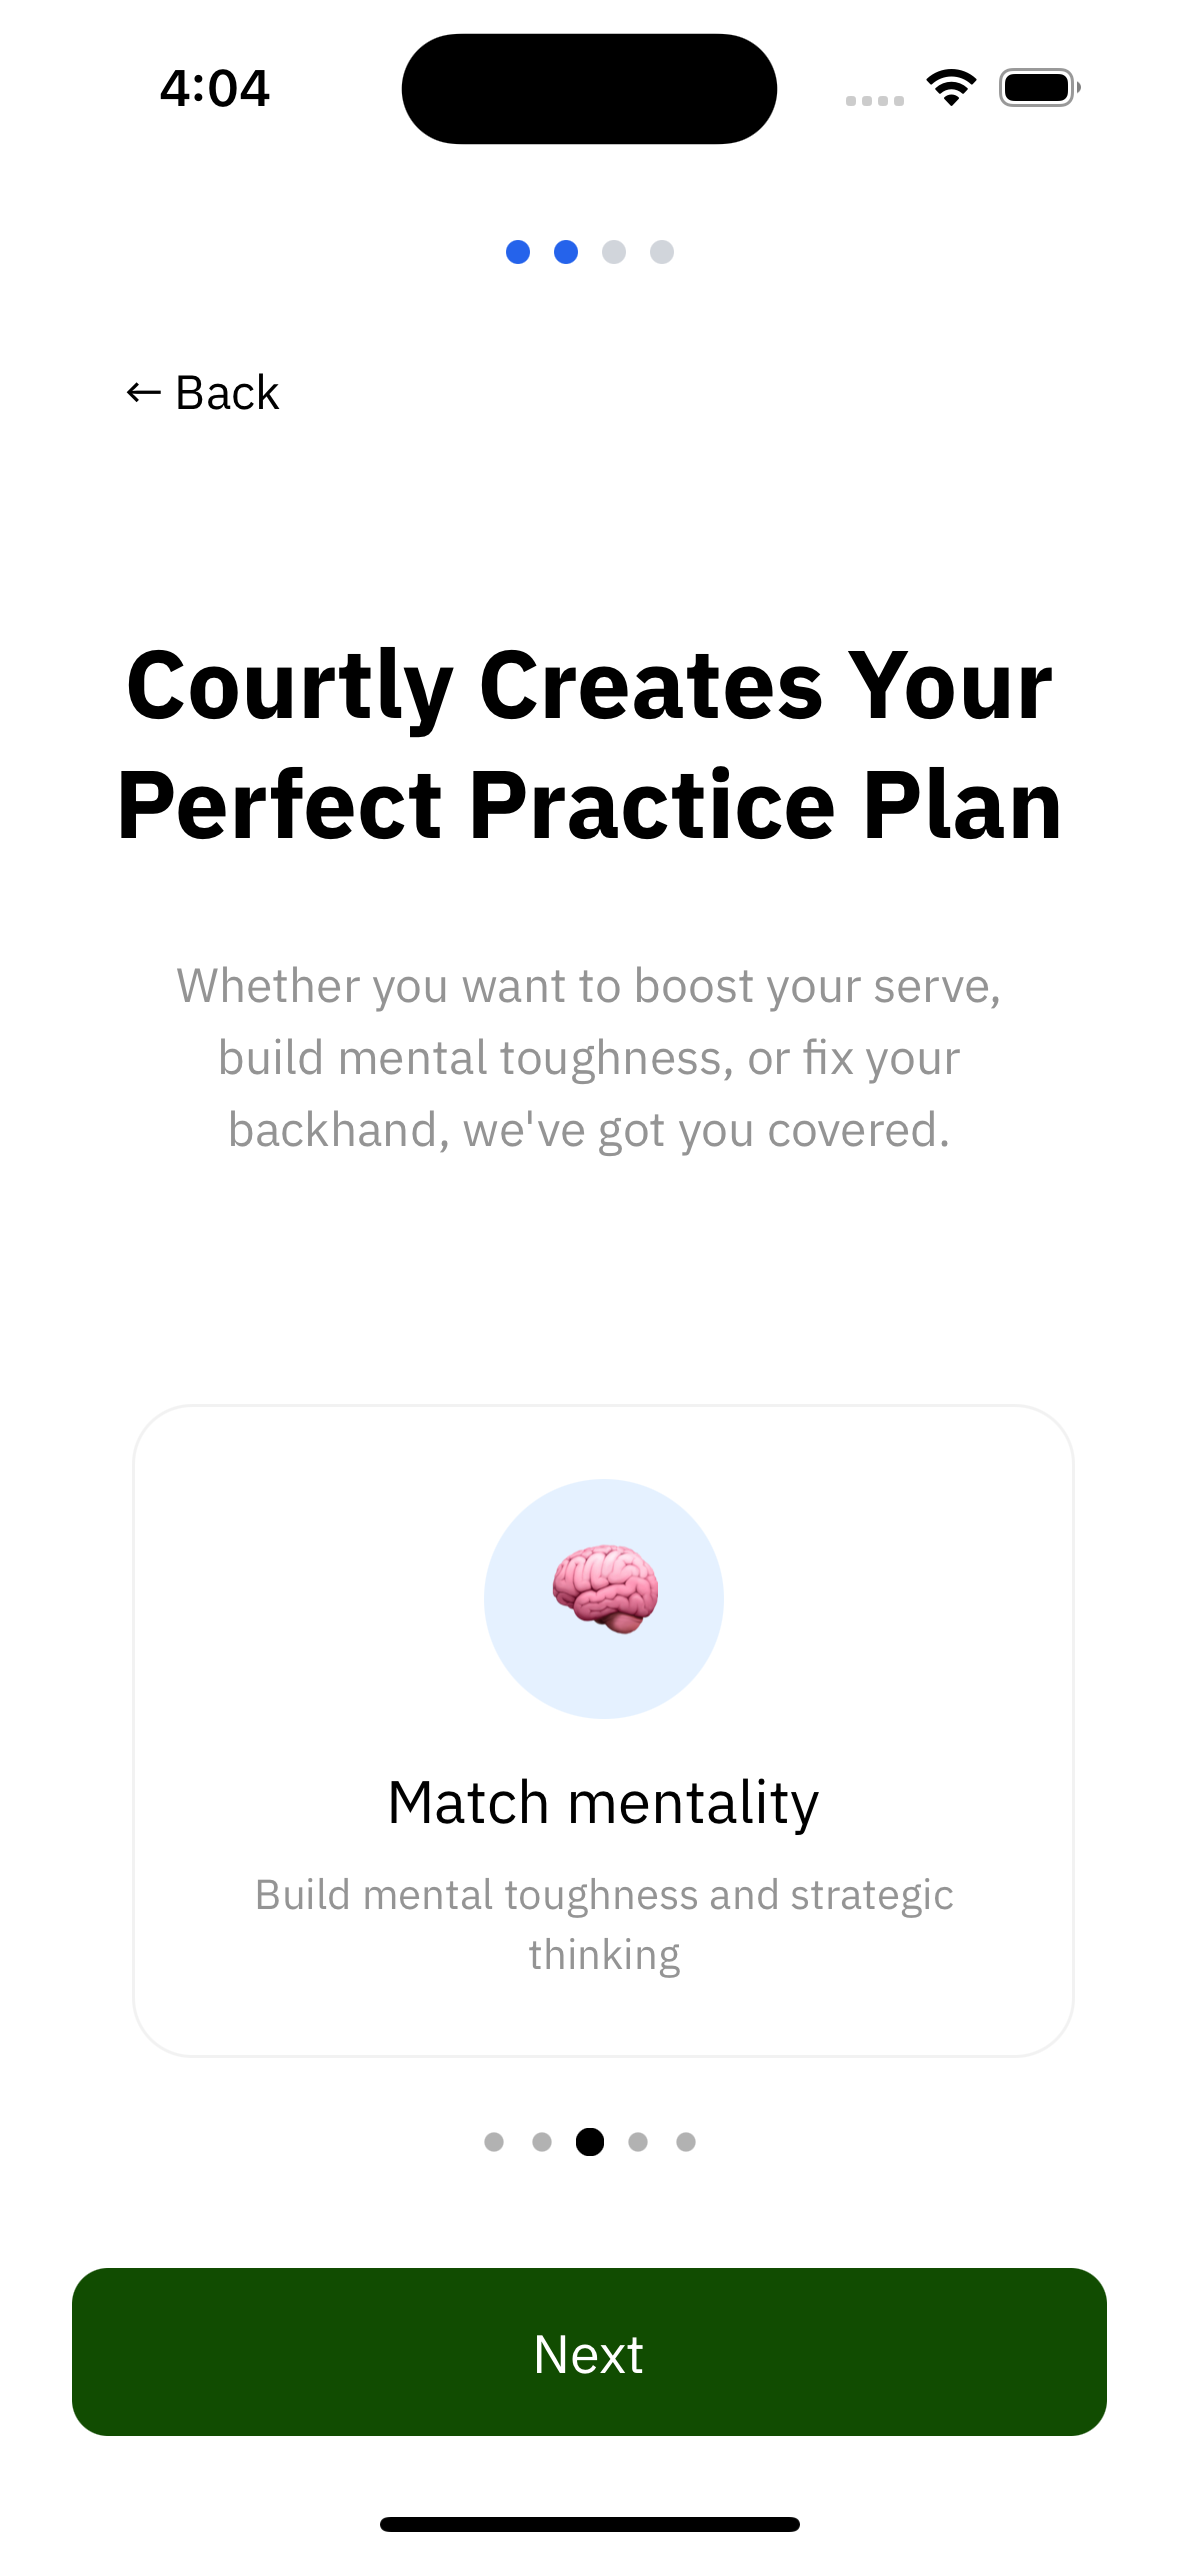 4:04
← Back
Courtly Creates Your
Perfect Practice Plan
Whether you want to boost your serve,
build mental toughness, or fix your
backhand, we've got you covered.
Match mentality
Build mental toughness and strategic
thinking
Next